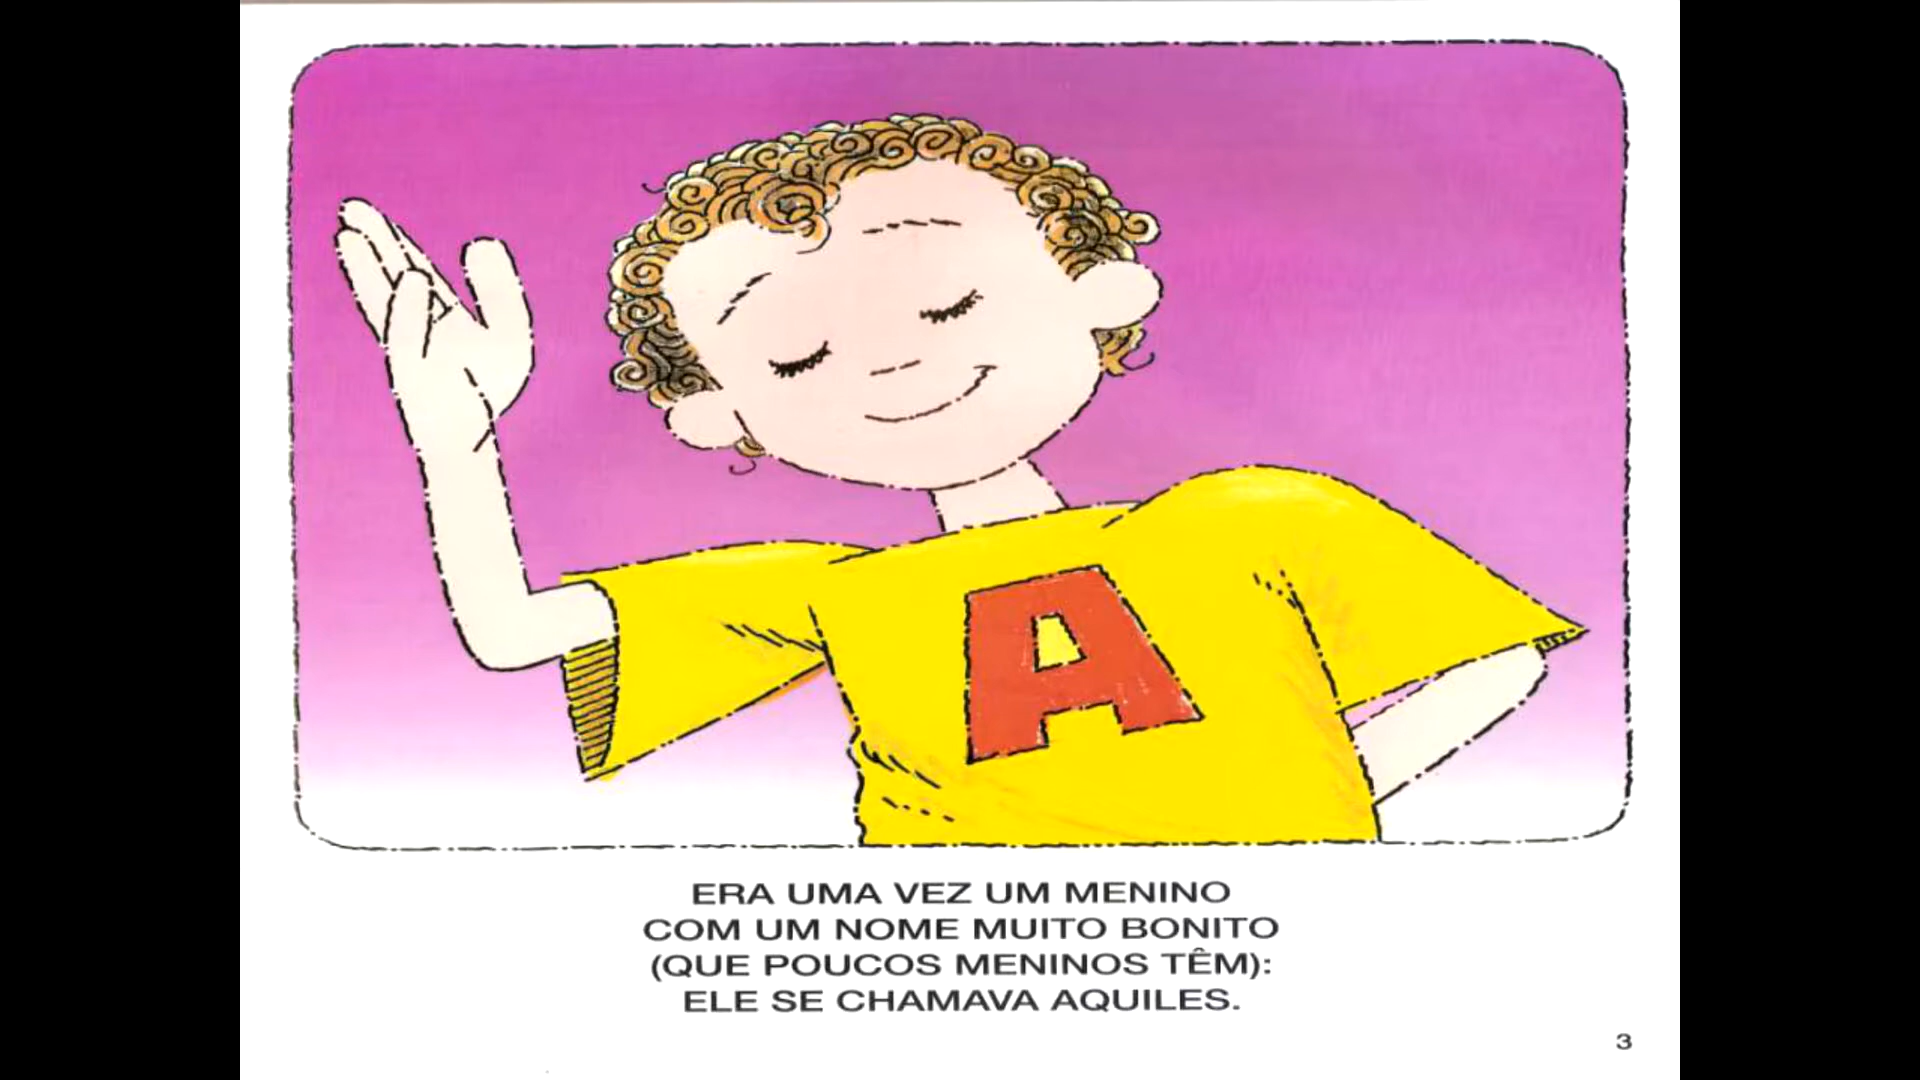 A
ERA UMA VEZ UM MENINO
COM UM NOME MUITO BONITO
(QUE POUCOS MENINOS TÊM):
ELE SE CHAMAVA AQUILES.
3